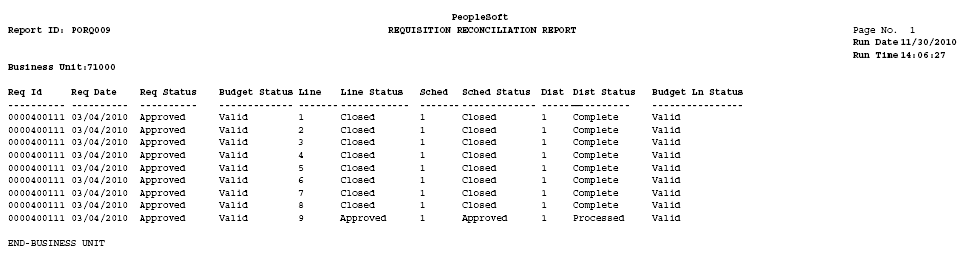 PeopleSoft
Report ID: PORQ009 REQUISITION RECONCILIATION REPORT Page No. 1
Run Date 11/30/2010
Run Time 14:06:27
Business Unit:71000
Req Id Req Date Req Status Budget Status Line Line Status Sched Sched Status Dist Dist Status Budget Ln Status
---------- ---------- ---------- ------------- ---- ----------- ----- ------------ ---- ----------- ----------------
0000400111 03/04/2010 Approved Valid 1 Closed 1 Closed 1 Complete Valid
0000400111 03/04/2010 Approved Valid 2 Closed 1 Closed 1 Complete Valid
0000400111 03/04/2010 Approved Valid 3 Closed 1 Closed 1 Complete Valid
0000400111 03/04/2010 Approved Valid 4 Closed 1 Closed 1 Complete Valid
0000400111 03/04/2010 Approved Valid 5 Closed 1 Closed 1 Complete Valid
0000400111 03/04/2010 Approved Valid 6 Closed 1 Closed 1 Complete Valid
0000400111 03/04/2010 Approved Valid 7 Closed 1 Closed 1 Complete Valid
0000400111 03/04/2010 Approved Valid 8 Closed 1 Closed 1 Complete Valid
0000400111 03/04/2010 Approved Valid 9 Approved 1 Approved 1 Processed Valid
END-BUSINESS UNIT